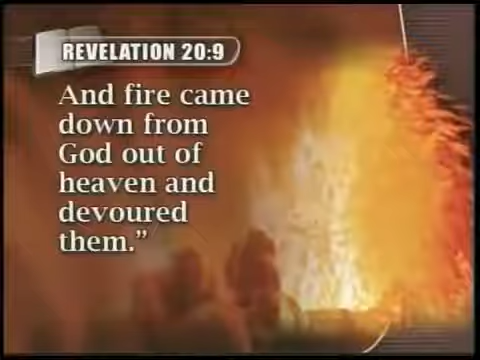 REVELATION 20:9
And fire came
down from
God out of
heaven and
devoured
them.”